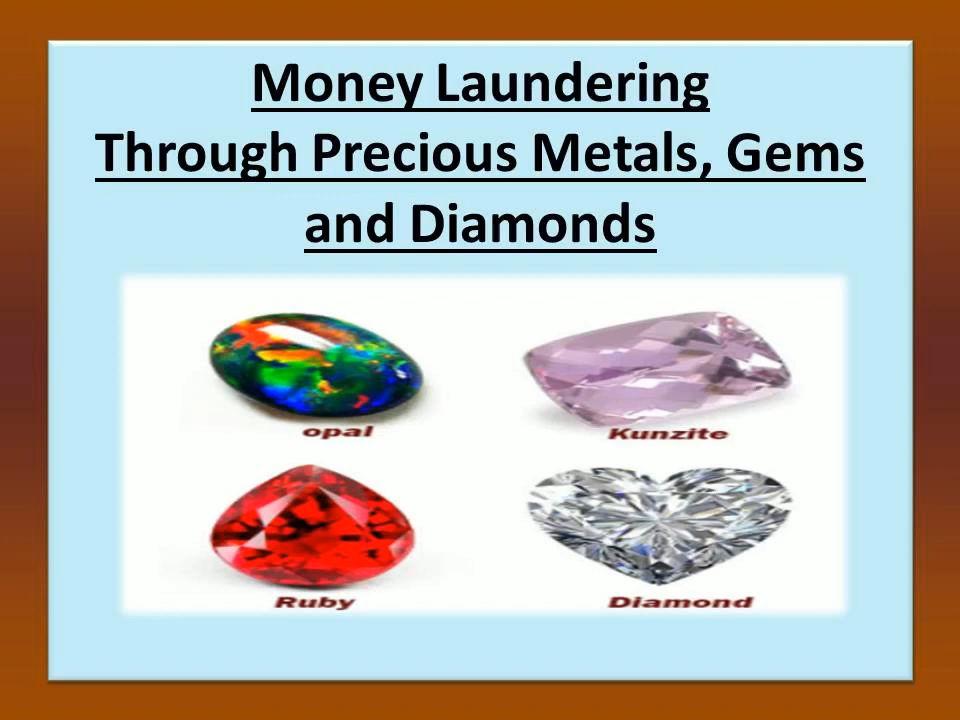 Money Laundering
Through Precious Metals, Gems
and Diamonds
opal
Kunzite
Ruby
Diamond